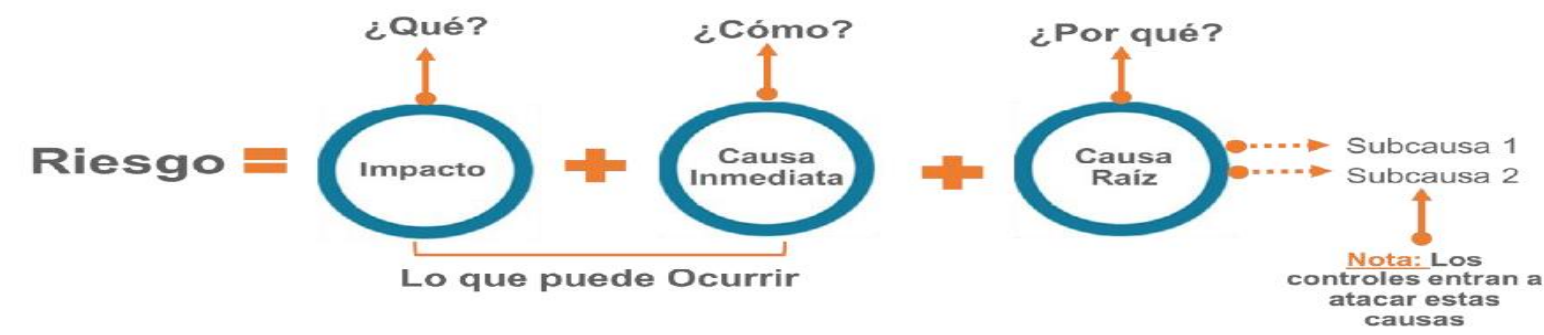 ¿Qué?
¿Cómo?
¿Por qué?
Riesgo = Impacto + Causa Inmediata + Causa Raíz
Subcausa 1
Subcausa 2
Lo que puede Ocurrir
Nota: Los
controles entran a
atacar estas
causas